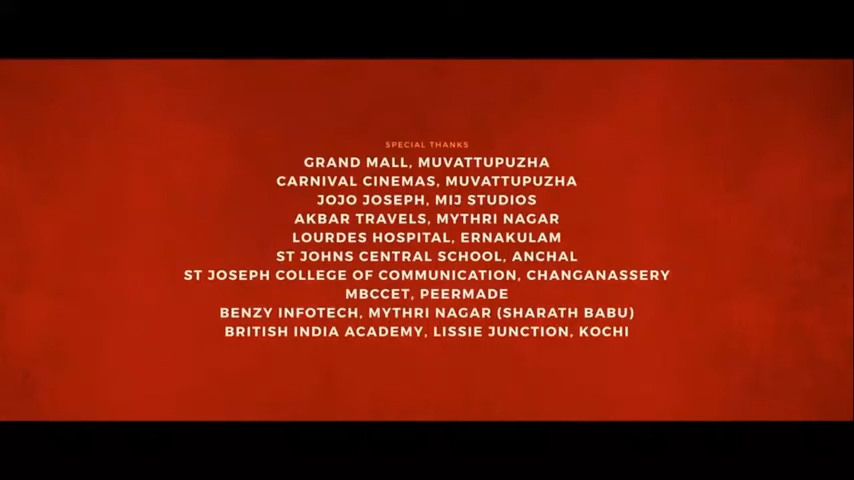 SPECIAL THANKS
GRAND MALL, MUVATTUPUZHA
CARNIVAL CINEMAS, MUVATTUPUZHA
JOJO JOSEPH, MIJ STUDIOS
AKBAR TRAVELS, MYTHRI NAGAR
LOURDES HOSPITAL, ERNAKULAM
ST JOHNS CENTRAL SCHOOL, ANCHAL
ST JOSEPH COLLEGE OF COMMUNICATION, CHANGANASSERY
MBCCET, PEERMADE
BENZY INFOTECH, MYTHRI NAGAR (SHARATH BABU)
BRITISH INDIA ACADEMY, LISSIE JUNCTION, KOCHI